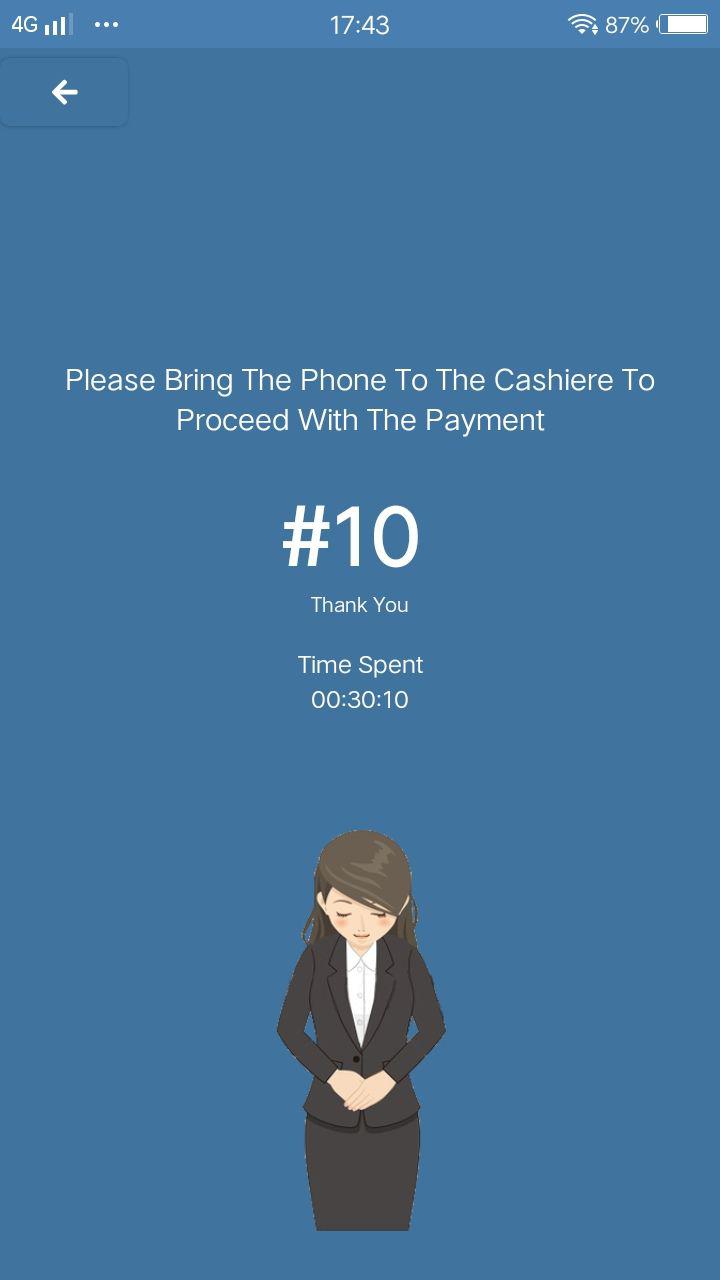 4G
17:43
87%
Please Bring The Phone To The Cashiere To
Proceed With The Payment
#10
Thank You
Time Spent
00:30:10